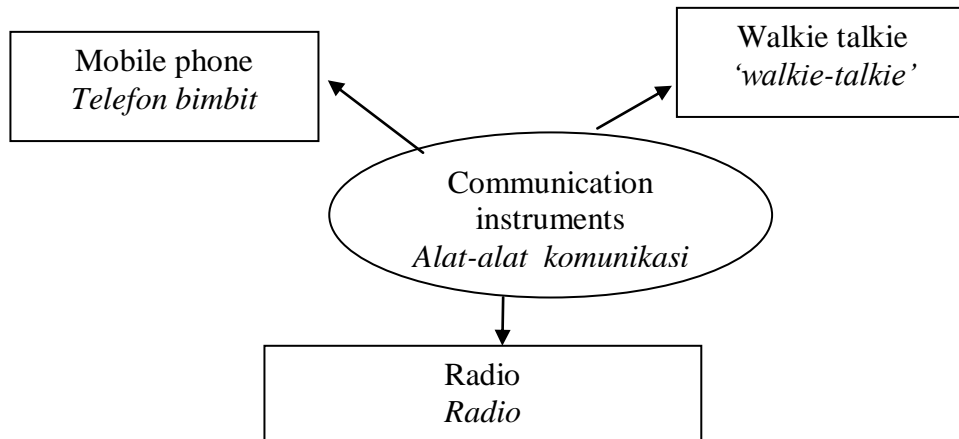 Mobile phone
Telefon bimbit
Walkie talkie
‘walkie-talkie’
Communication
instruments
Alat-alat komunikasi
Radio
Radio